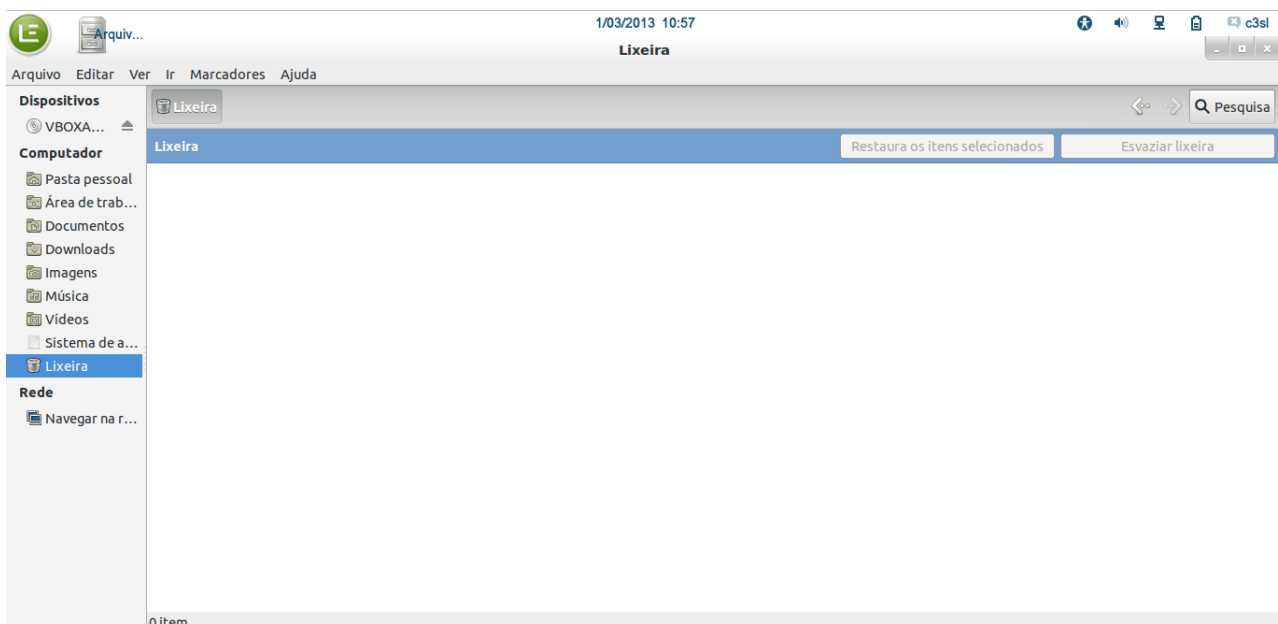 LE
Arquiv...
1/03/2013 10:57
c3sl
Lixeira
Arquivo Editar Ver Ir Marcadores Ajuda
Dispositivos
VBOXA...
Computador
Pasta pessoal
Área de trab...
Documentos
Downloads
Imagens
Música
Vídeos
Sistema de a...
Lixeira
Rede
Navegar na r...
Lixeira
Pesquisa
Lixeira
Restaura os itens selecionados
Esvaziar lixeira
0 item